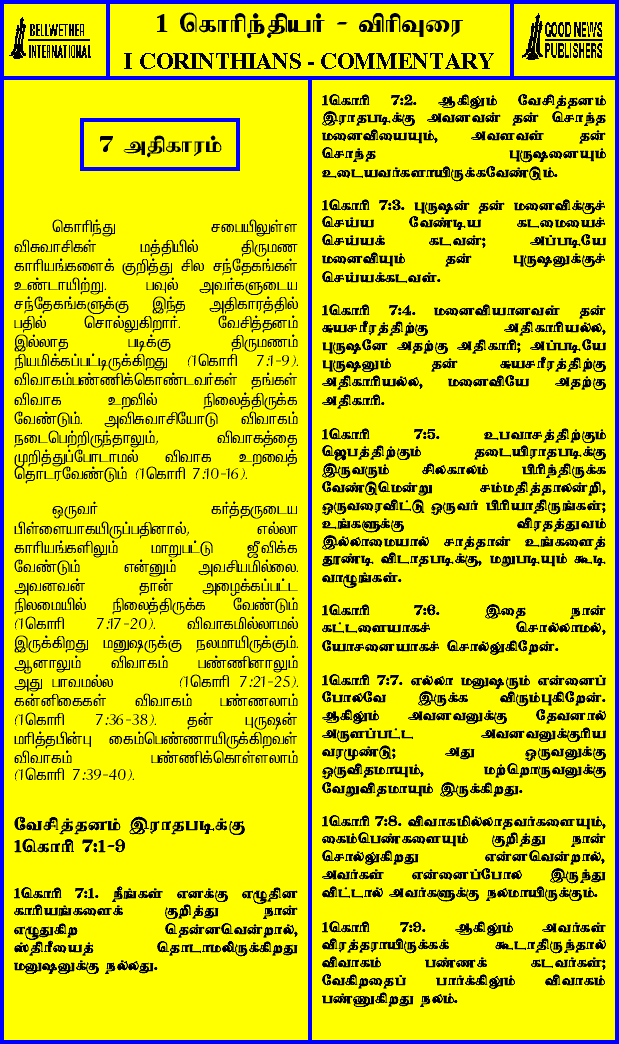 BELLWETHER
INTERNATIONAL
1 கொரிந்தியர் - விரிவுரை
I CORINTHIANS - COMMENTARY
GOOD NEWS
PUBLISHERS
7 அதிகாரம்
கொரிந்து சபையிலுள்ள
விசுவாசிகள் மத்தியில் திருமண
காரியங்களைக் குறித்து சில சந்தேகங்கள்
உண்டாயிற்று. பவுல் அவர்களுடைய
சந்தேகங்களுக்கு இந்த அதிகாரத்தில்
பதில் சொல்லுகிறார். வேசித்தனம்
இல்லாத படிக்கு திருமணம்
நியமிக்கப்பட்டிருக்கிறது (1கொரி 7:1-9).
விவாகம்பண்ணிக்கொண்டவர்கள் தங்கள்
விவாக உறவில் நிலைத்திருக்க
வேண்டும். அவிசுவாசியோடு விவாகம்
நடைபெற்றிருந்தாலும், விவாகத்தை
முறித்துப்போடாமல் விவாக உறவைத்
தொடரவேண்டும் (1கொரி 7:10-16).
ஒருவர் கர்த்தருடைய
பிள்ளையாகயிருப்பதினால், எல்லா
காரியங்களிலும் மாறுபட்டு ஜீவிக்க
வேண்டும் என்னும் அவசியமில்லை.
அவனவன் தான் அழைக்கப்பட்ட
நிலமையில் நிலைத்திருக்க வேண்டும்
(1கொரி 7:17-20). விவாகமில்லாமல்
இருக்கிறது மனுஷருக்கு நலமாயிருக்கும்.
ஆனாலும் விவாகம் பண்ணினாலும்
அது பாவமல்ல (1கொரி 7:21-25).
கன்னிகைகள் விவாகம் பண்ணலாம்
(1கொரி 7:36-38). தன் புருஷன்
மரித்தபின்பு கைம்பெண்ணாயிருக்கிறவள்
விவாகம் பண்ணிக்கொள்ளலாம்
(1கொரி 7:39-40).
வேசித்தனம் இராதபடிக்கு
1கொரி 7:1-9
1கொரி 7:1. நீங்கள் எனக்கு எழுதின
காரியங்களைக் குறித்து நான்
எழுதுகிற தென்னவென்றால்,
ஸ்திரீயைத் தொடாமலிருக்கிறது
மனுஷனுக்கு நல்லது.
1கொரி 7:2. ஆகிலும் வேசித்தனம்
இராதபடிக்கு அவனவன் தன் சொந்த
மனைவியையும், அவளவள் தன்
சொந்த புருஷனையும்
உடையவர்களாயிருக்கவேண்டும்.
1கொரி 7:3. புருஷன் தன் மனைவிக்குச்
செய்ய வேண்டிய கடமையைச்
செய்யக் கடவன்; அப்படியே
மனைவியும் தன் புருஷனுக்குச்
செய்யக்கடவள்.
1கொரி 7:4. மனைவியானவள் தன்
சுயசரீரத்திற்கு அதிகாரியல்ல,
புருஷனே அதற்கு அதிகாரி; அப்படியே
புருஷனும் தன் சுயசரீரத்திற்கு
அதிகாரியல்ல, மனைவியே அதற்கு
அதிகாரி.
1கொரி 7:5. உபவாசத்திற்கும்
ஜெபத்திற்கும் தடையிராதபடிக்கு
இருவரும் சிலகாலம் பிரிந்திருக்க
வேண்டுமென்று சம்மதித்தாலன்றி,
ஒருவரைவிட்டு ஒருவர் பிரியாதிருங்கள்;
உங்களுக்கு விரதத்துவம்
இல்லாமையால் சாத்தான் உங்களைத்
தூண்டி விடாதபடிக்கு, மறுபடியும் கூடி
வாழுங்கள்.
1கொரி 7:6. இதை நான்
கட்டளையாகச் சொல்லாமல்,
யோசனையாகச் சொல்லுகிறேன்.
1கொரி 7:7. எல்லா மனுஷரும் என்னைப்
போலவே இருக்க விரும்புகிறேன்.
ஆகிலும் அவனவனுக்கு தேவனால்
அருளப்பட்ட அவனவனுக்குரிய
வரமுண்டு; அது ஒருவனுக்கு
ஒருவிதமாயும், மற்றொருவனுக்கு
வேறுவிதமாயும் இருக்கிறது.
1கொரி 7:8. விவாகமில்லாதவர்களையும்,
கைம்பெண்களையும் குறித்து நான்
சொல்லுகிறது என்னவென்றால்,
அவர்கள் என்னைப்போல இருந்து
விட்டால் அவர்களுக்கு நலமாயிருக்கும்.
1கொரி 7:9. ஆகிலும் அவர்கள்
விரத்தராயிருக்கக் கூடாதிருந்தால்
விவாகம் பண்ணக் கடவர்கள்;
வேகிறதைப் பார்க்கிலும் விவாகம்
பண்ணுகிறது நலம்.